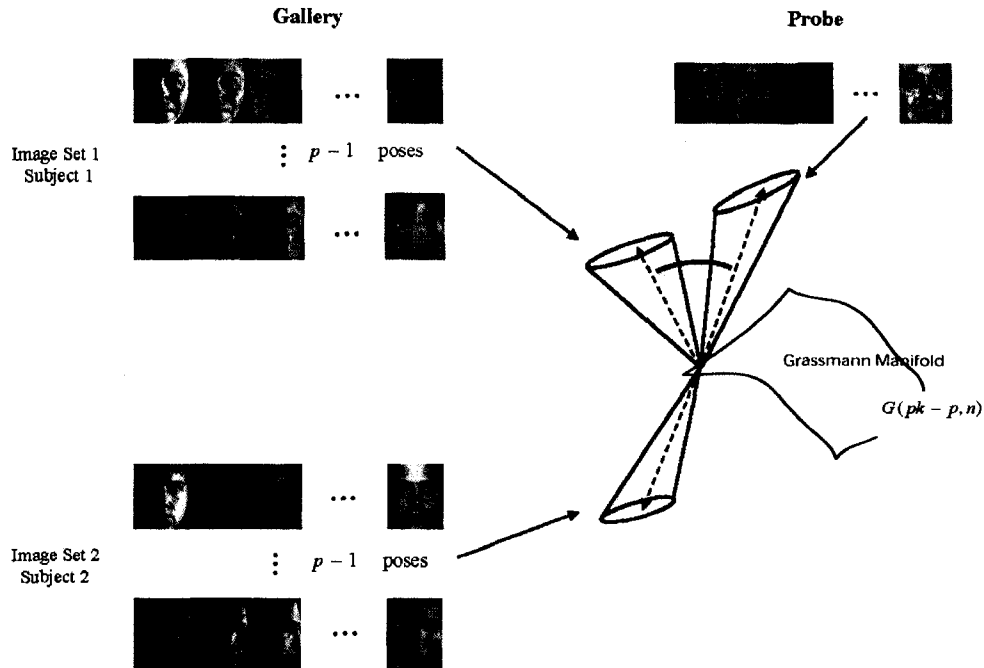 Gallery
Probe
...
...
Image Set 1
Subject 1
⋮ p − 1 poses
...
Grassmann Manifold
G(pk − p, n)
...
Image Set 2
Subject 2
⋮ p − 1 poses
...